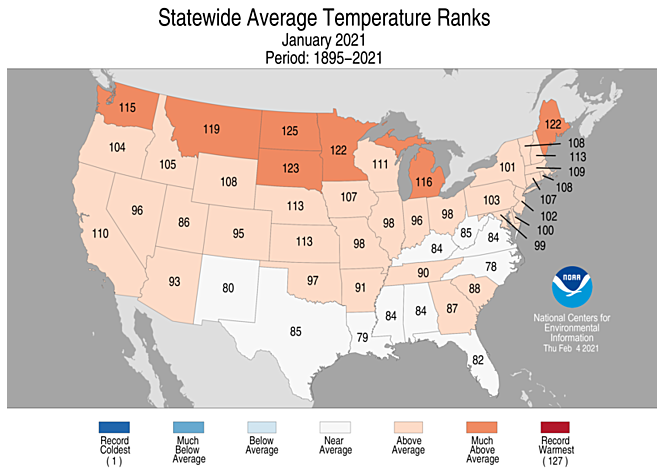 Statewide Average Temperature Ranks
January 2021
Period: 1895–2021
115
119
125
122
122
104
105
108
123
111
116
101
108
113
109
108
107
102
100
99
110
96
86
95
113
113
107
98
98
96
98
103
84
85
84
78
93
80
97
91
90
88
87
84
84
85
79
82
NOAA
National Centers for
Environmental
Information
Thu Feb 4 2021
Record
Coldest
( 1 )
Much
Below
Average
Below
Average
Near
Average
Above
Average
Much
Above
Average
Record
Warmest
( 127 )